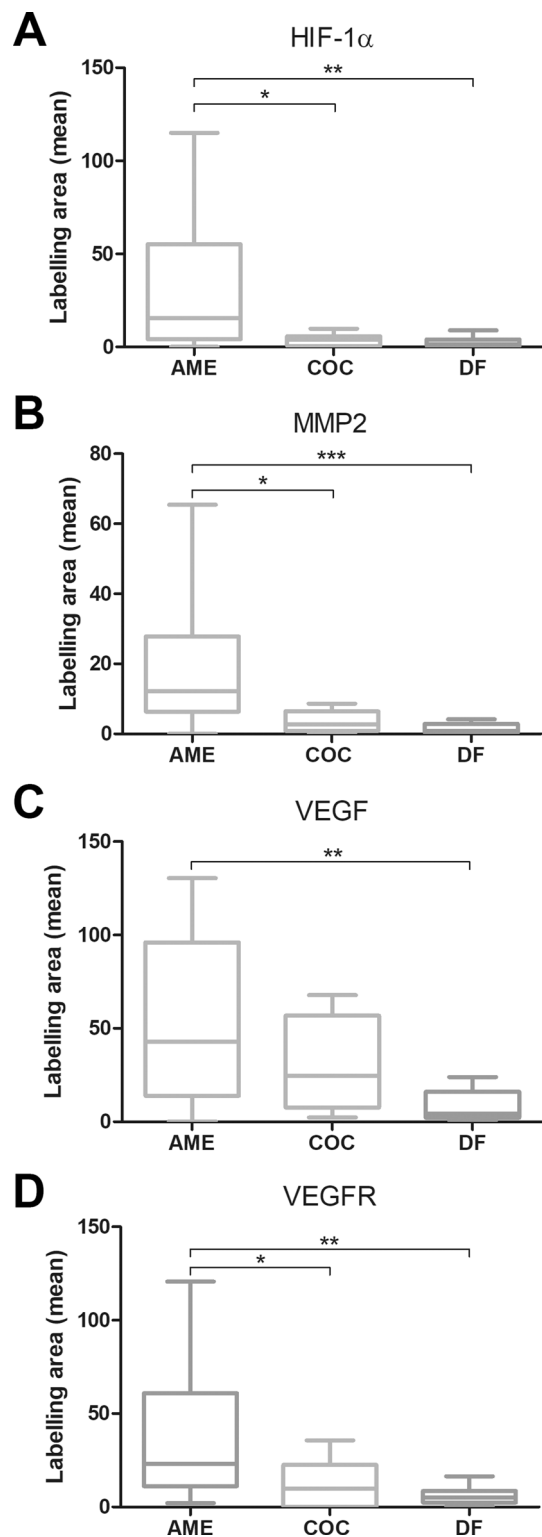 A
HIF-1α
150
**
*
100
50
0
Labelling area (mean)
AME COC DF
B
MMP2
80
***
*
60
40
20
0
Labelling area (mean)
AME COC DF
C
VEGF
150
**
100
50
0
Labelling area (mean)
AME COC DF
D
VEGFR
150
**
*
100
50
0
Labelling area (mean)
AME COC DF